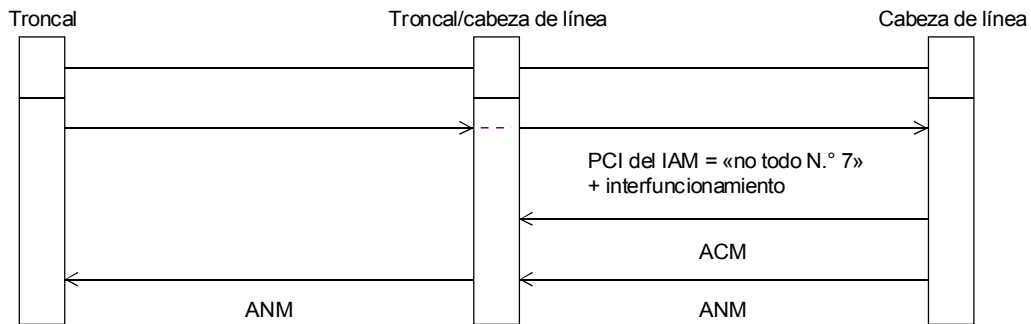 Troncal
Troncal/cabeza de línea
Cabeza de línea
PCI del IAM = «no todo N.° 7»
+ interfuncionamiento
ACM
ANM
ANM